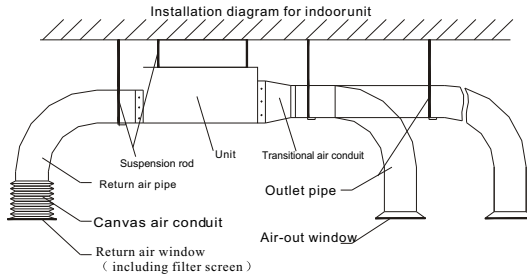 Installation diagram for indoorunit
Suspension rod
Unit
Transitional air conduit
Return air pipe
Outlet pipe
Canvas air conduit
Air-out window
Return air window
（ including filter screen ）